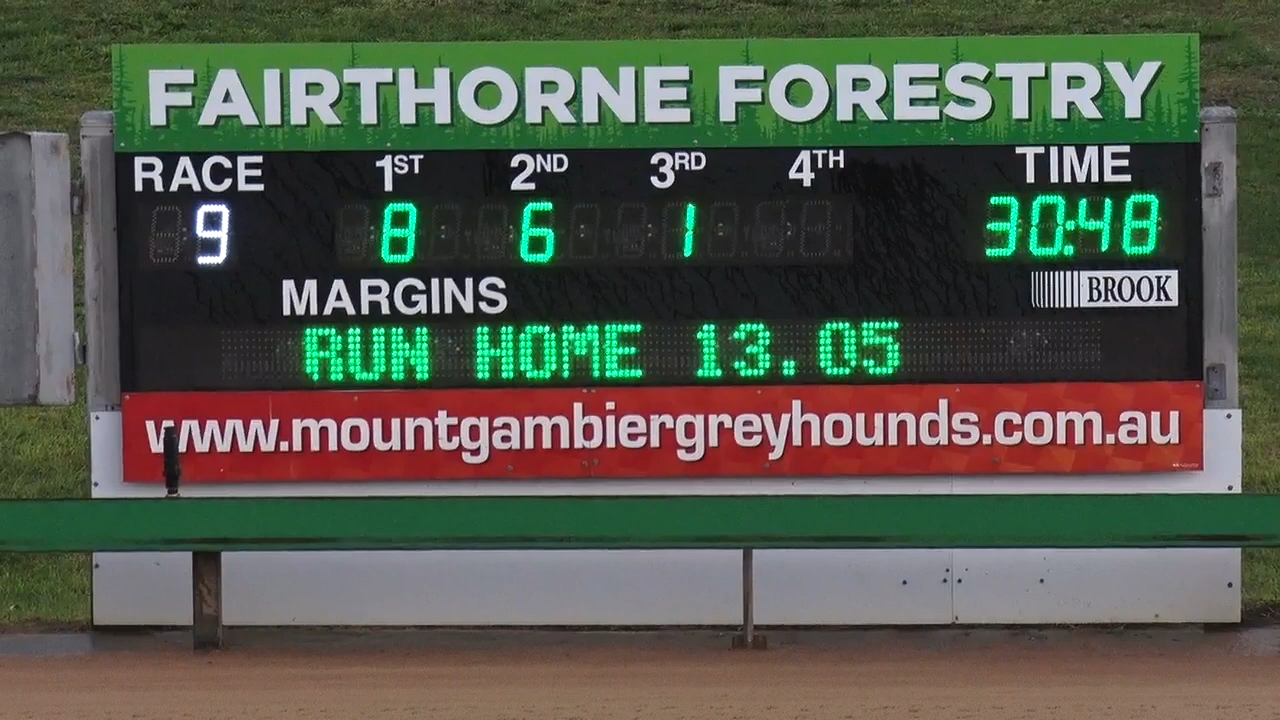 FAIRTHORNE FORESTRY
RACE 1ST 2ND 3RD 4TH TIME
9 8 6 1 30:48
MARGINS BROOK
RUN HOME 13.05
www.mountgambiergreyhounds.com.au